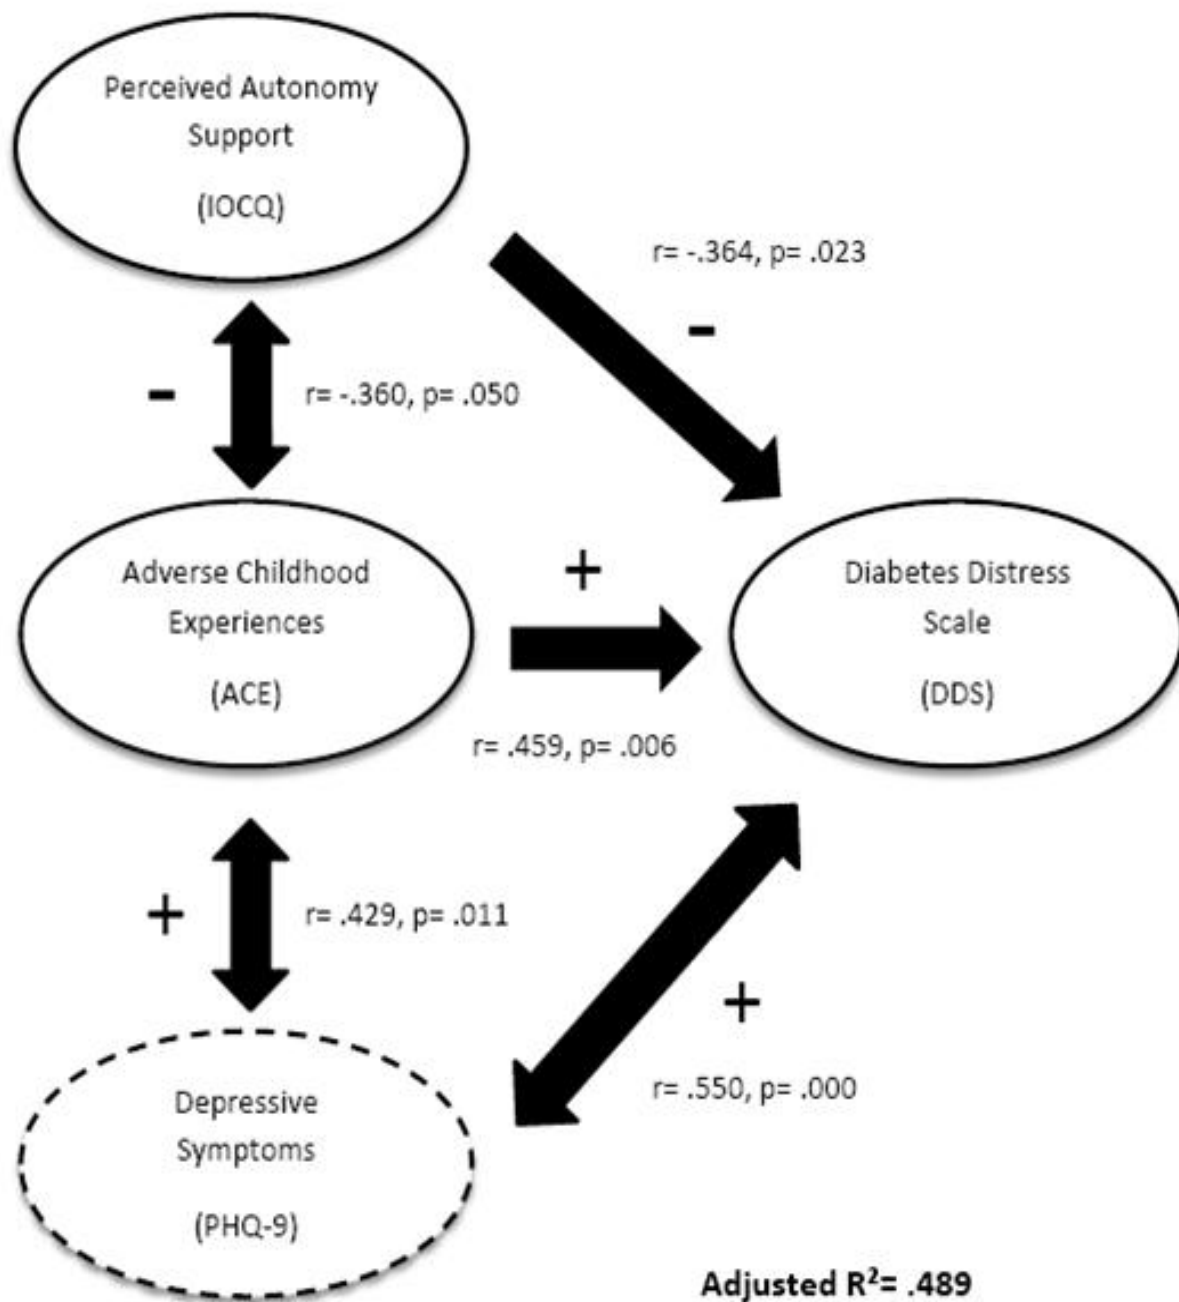 Perceived Autonomy
Support
(IOCQ)
r= -.364, p= .023
-
-
r= -.360, p= .050
Adverse Childhood
Experiences
(ACE)
+
Diabetes Distress
Scale
(DDS)
r= .459, p= .006
+
r= .429, p= .011
+
r= .550, p= .000
Depressive
Symptoms
(PHQ-9)
Adjusted R²= .489